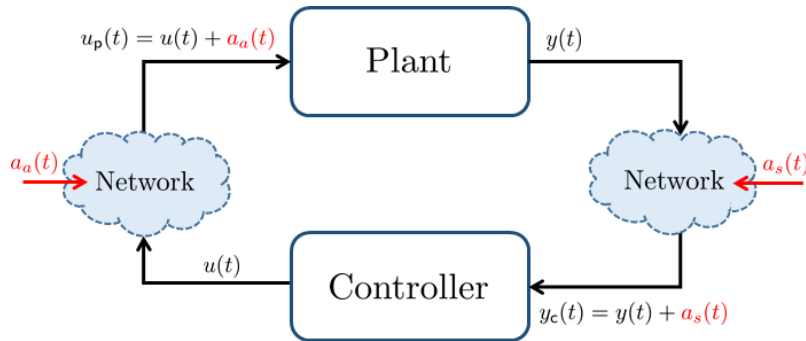 u_p(t) = u(t) + a_a(t)
Plant
y(t)
a_a(t)
Network
Network
a_s(t)
u(t)
Controller
y_c(t) = y(t) + a_s(t)